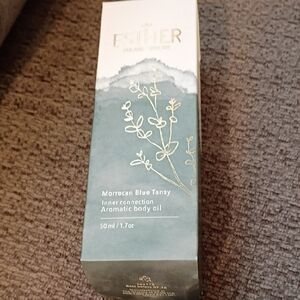 ESTHER
Morrocan Blue Tansy
Inner connection
Aromatic body oil
50ml / 1.7oz